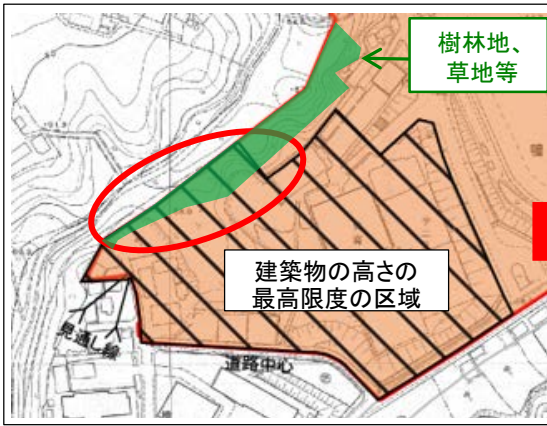 樹林地、
草地等
建築物の高さの
最高限度の区域
見通し線
道路中心